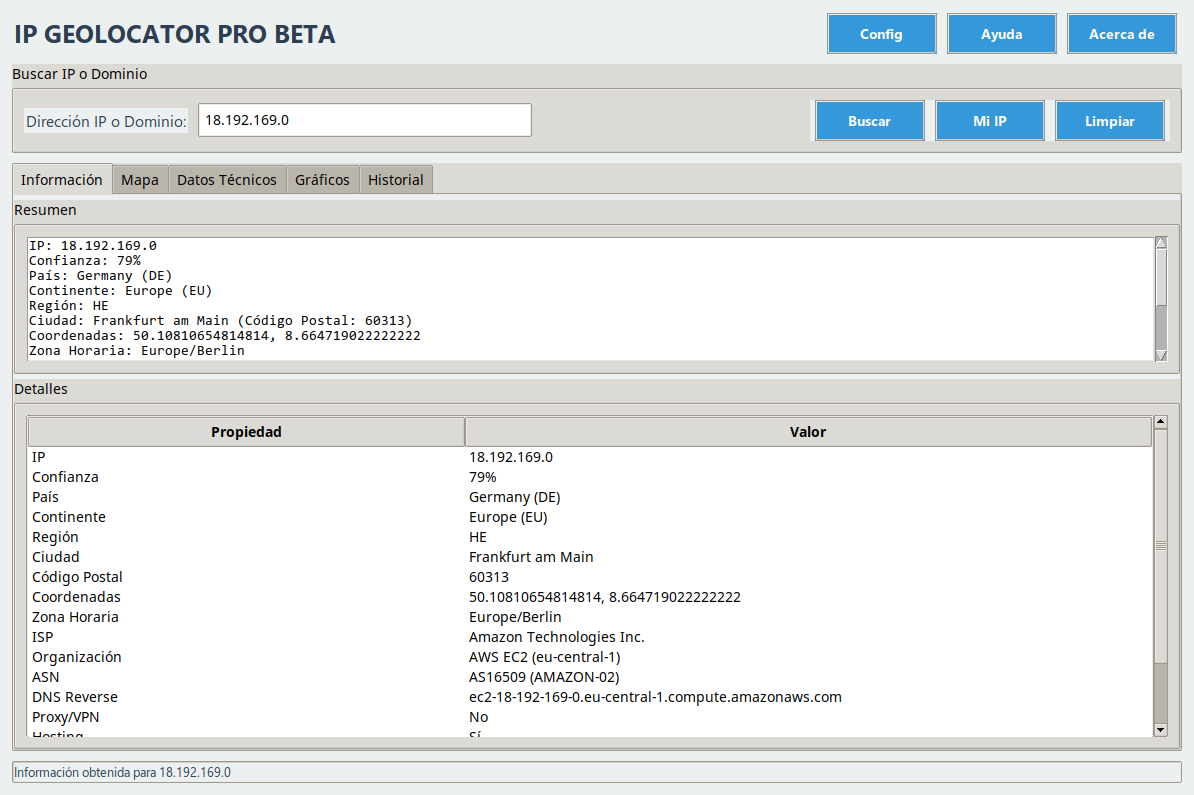 IP GEOLOCATOR PRO BETA
Config
Ayuda
Acerca de
Buscar IP o Dominio
Dirección IP o Dominio:
18.192.169.0
Buscar
Mi IP
Limpiar
Información
Mapa
Datos Técnicos
Gráficos
Historial
Resumen
IP: 18.192.169.0
Confianza: 79%
País: Germany (DE)
Continente: Europe (EU)
Región: HE
Ciudad: Frankfurt am Main (Código Postal: 60313)
Coordenadas: 50.10810654814814, 8.664719022222222
Zona Horaria: Europe/Berlin
Detalles
Propiedad Valor
IP 18.192.169.0
Confianza 79%
País Germany (DE)
Continente Europe (EU)
Región HE
Ciudad Frankfurt am Main
Código Postal 60313
Coordenadas 50.10810654814814, 8.664719022222222
Zona Horaria Europe/Berlin
ISP Amazon Technologies Inc.
Organización AWS EC2 (eu-central-1)
ASN AS16509 (AMAZON-02)
DNS Reverse ec2-18-192-169-0.eu-central-1.compute.amazonaws.com
Proxy/VPN No
Hosting Sí
Información obtenida para 18.192.169.0